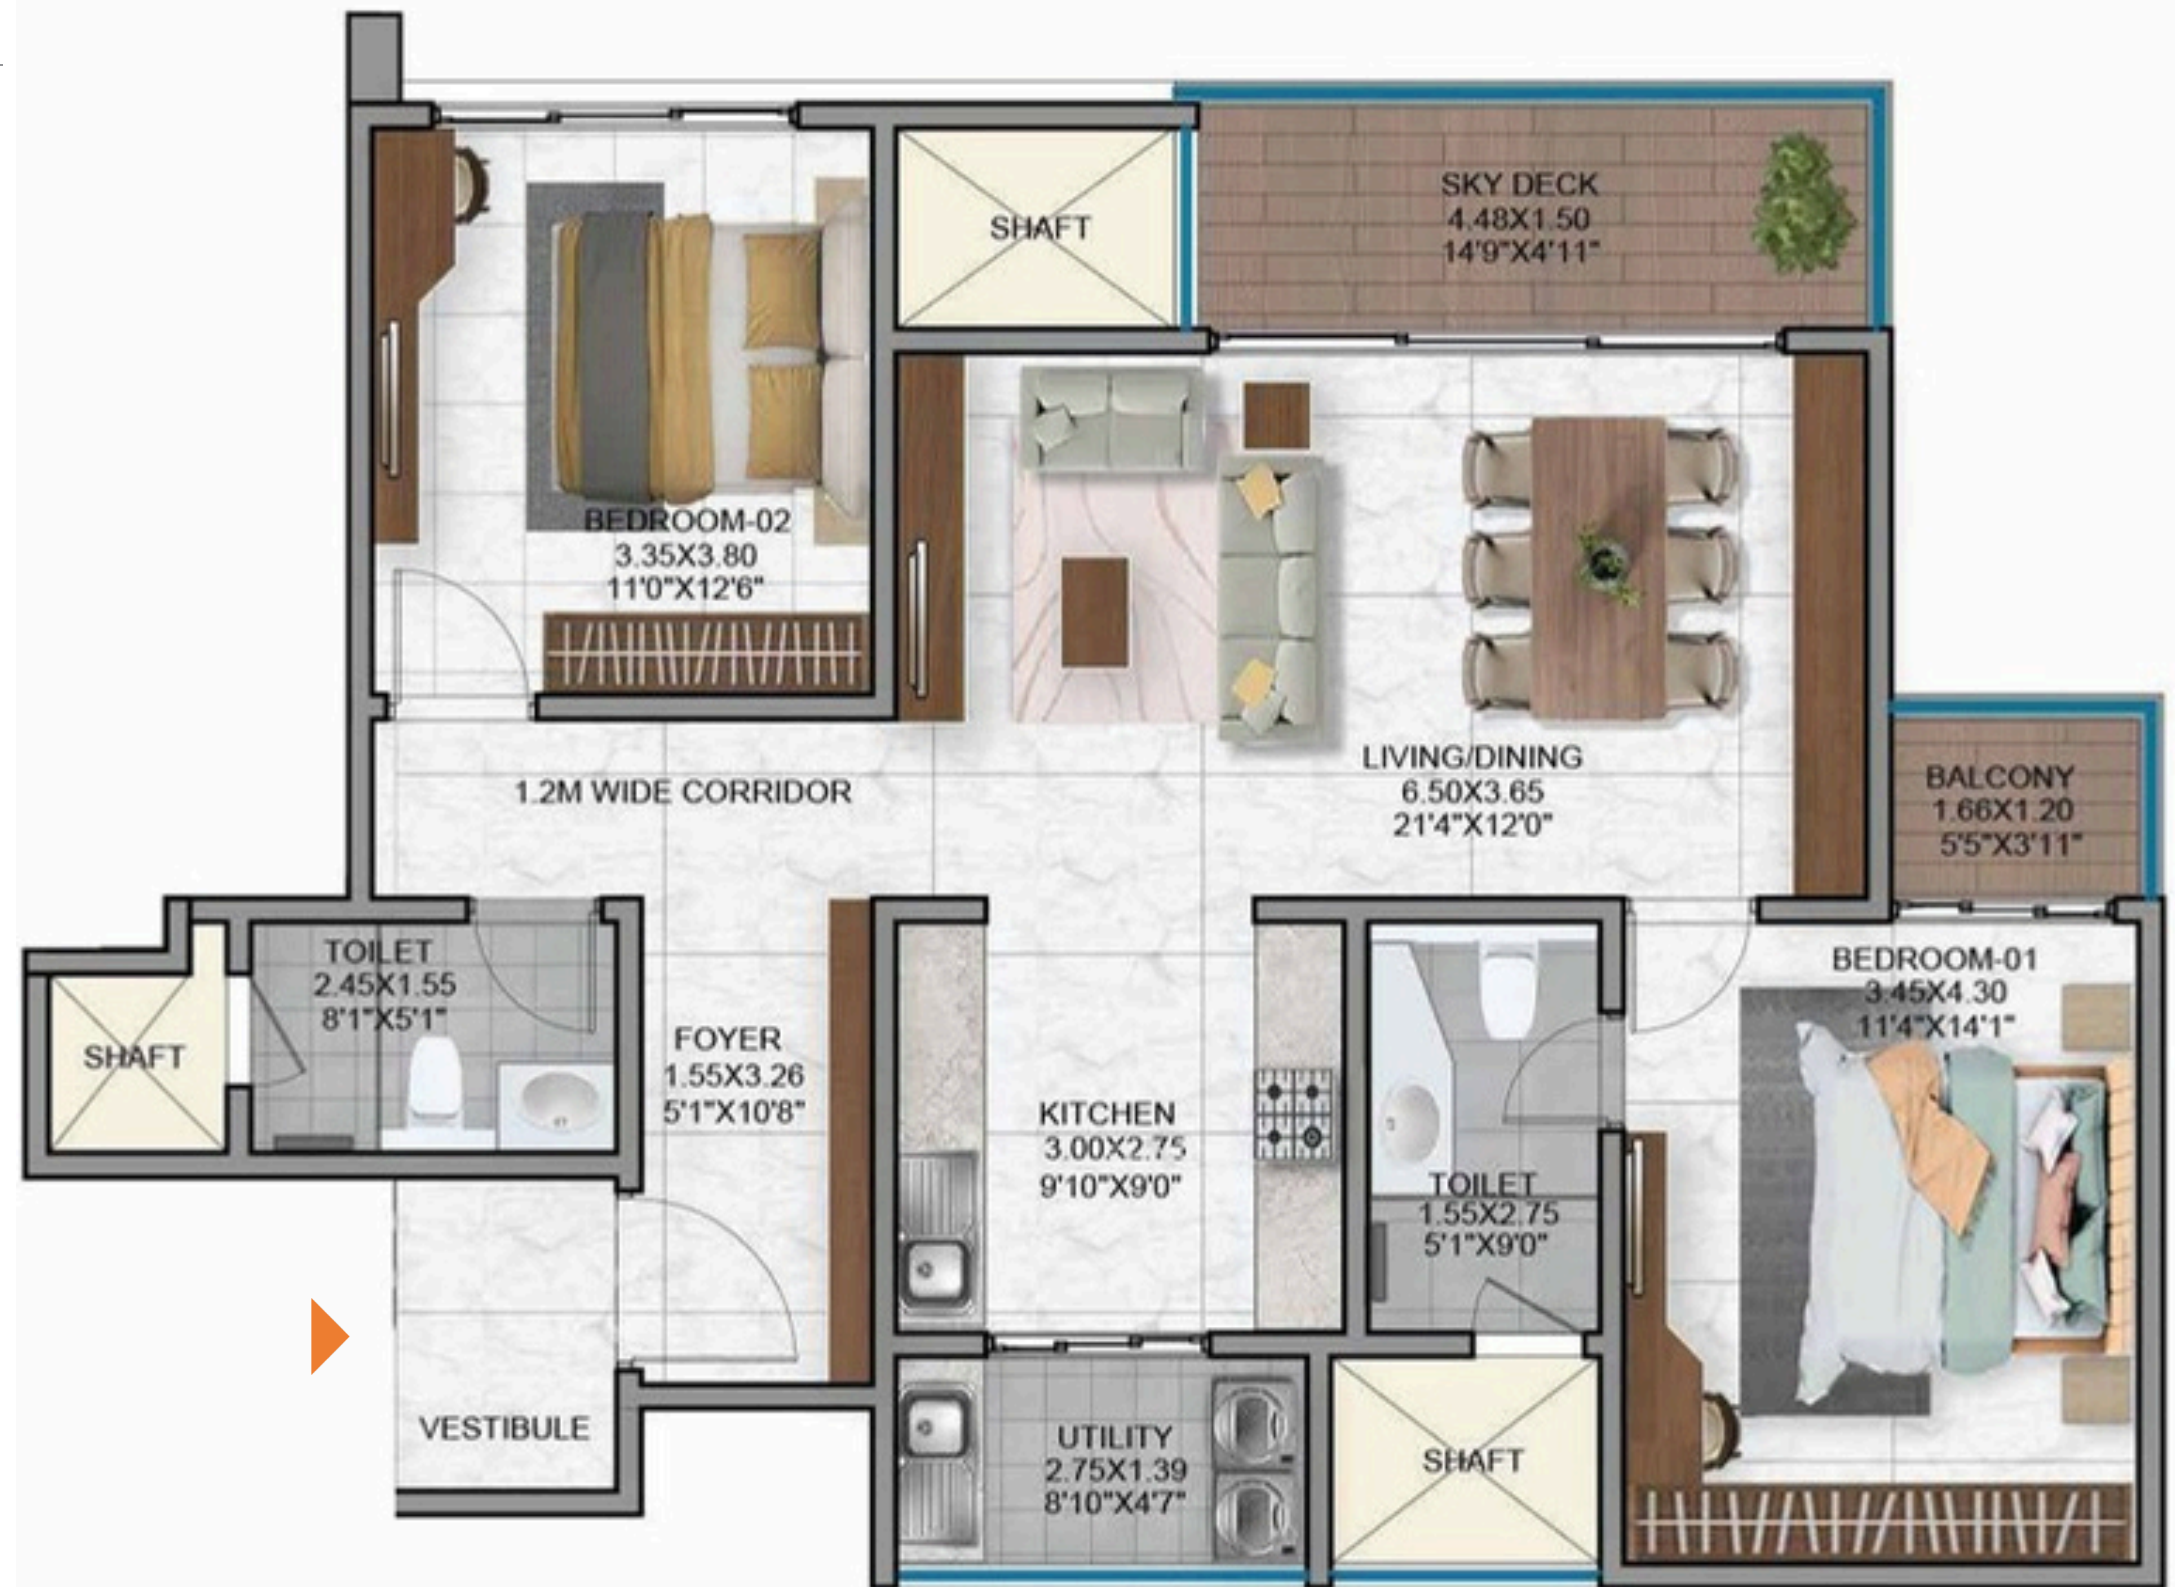 SKY DECK
4.48X1.50
14'9"X4'11"
SHAFT
BEDROOM-02
3.35X3.80
11'0"X12'6"
LIVING/DINING
6.50X3.65
21'4"X12'0"
1.2M WIDE CORRIDOR
BALCONY
1.66X1.20
5'5"X3'11"
TOILET
2.45X1.55
8'1"X5'1"
SHAFT
FOYER
1.55X3.26
5'1"X10'8"
KITCHEN
3.00X2.75
9'10"X9'0"
TOILET
1.55X2.75
5'1"X9'0"
BEDROOM-01
3.45X4.30
11'4"X14'1"
VESTIBULE
UTILITY
2.75X1.39
8'10"X4'7"
SHAFT